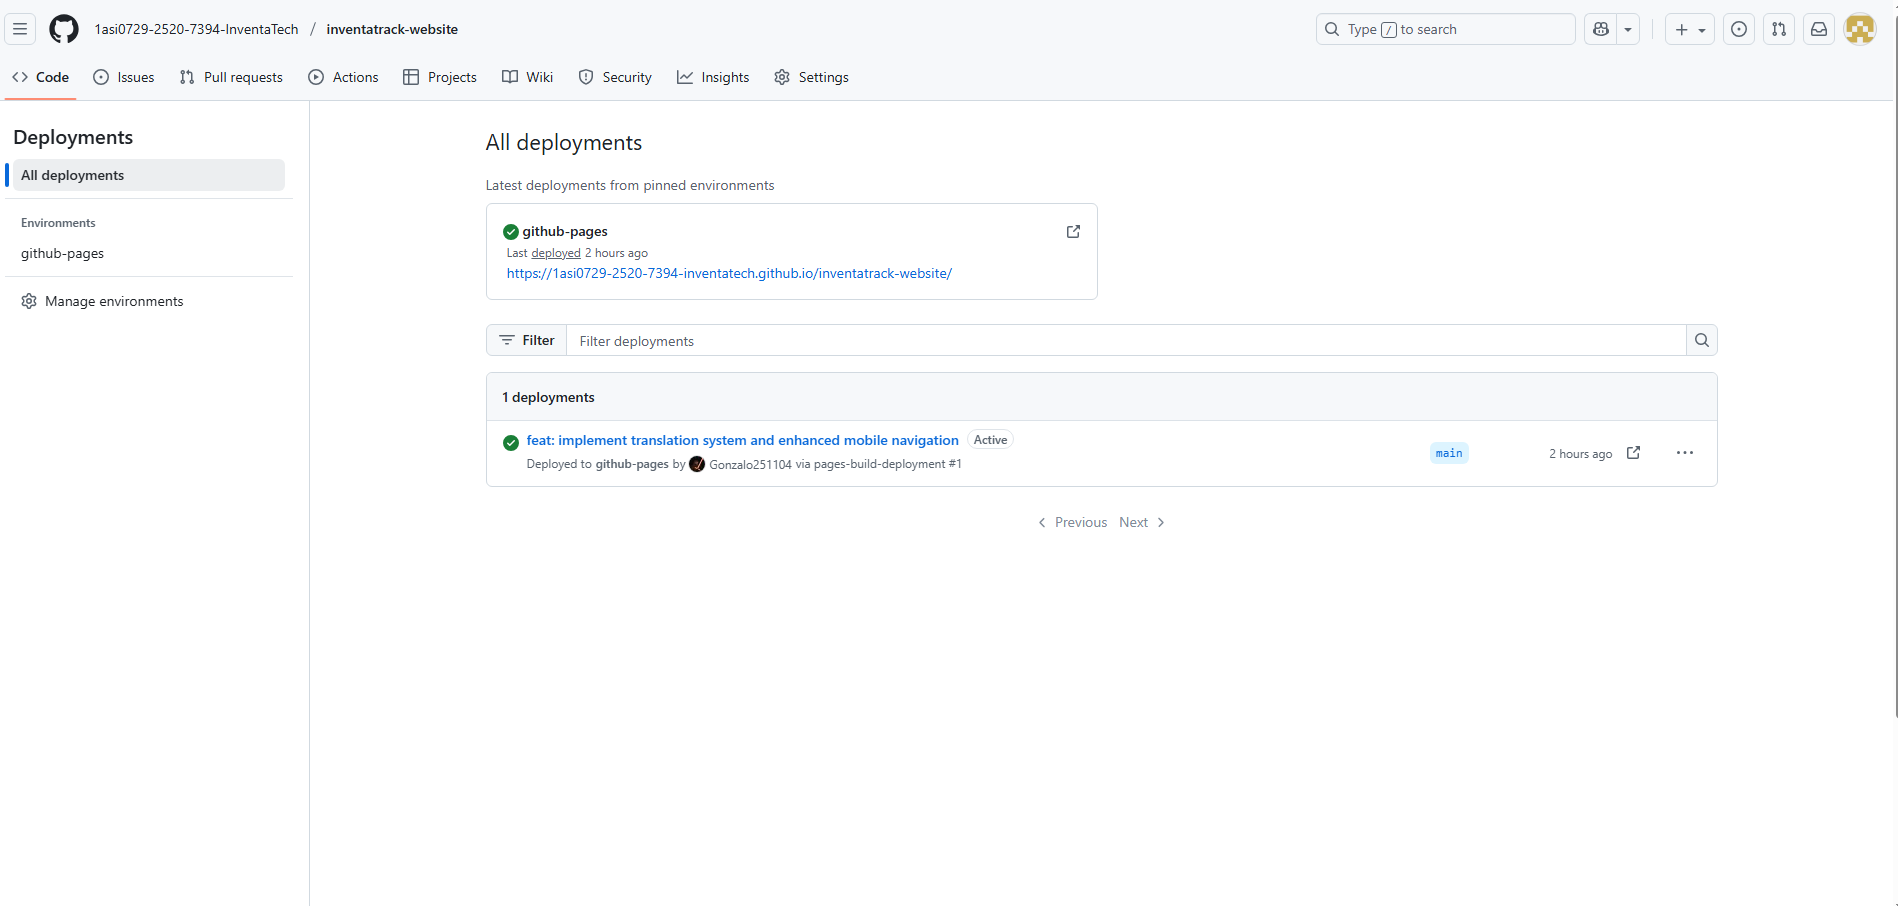 1asi0729-2520-7394-InventaTech / inventatrack-website
Type / to search
Code Issues Pull requests Actions Projects Wiki Security Insights Settings
Deployments
All deployments
Environments
github-pages
Manage environments
All deployments
Latest deployments from pinned environments
github-pages
Last deployed 2 hours ago
https://1asi0729-2520-7394-inventatech.github.io/inventatrack-website/
Filter Filter deployments
1 deployments
feat: implement translation system and enhanced mobile navigation Active
Deployed to github-pages by Gonzalo251104 via pages-build-deployment #1
main 2 hours ago
Previous Next